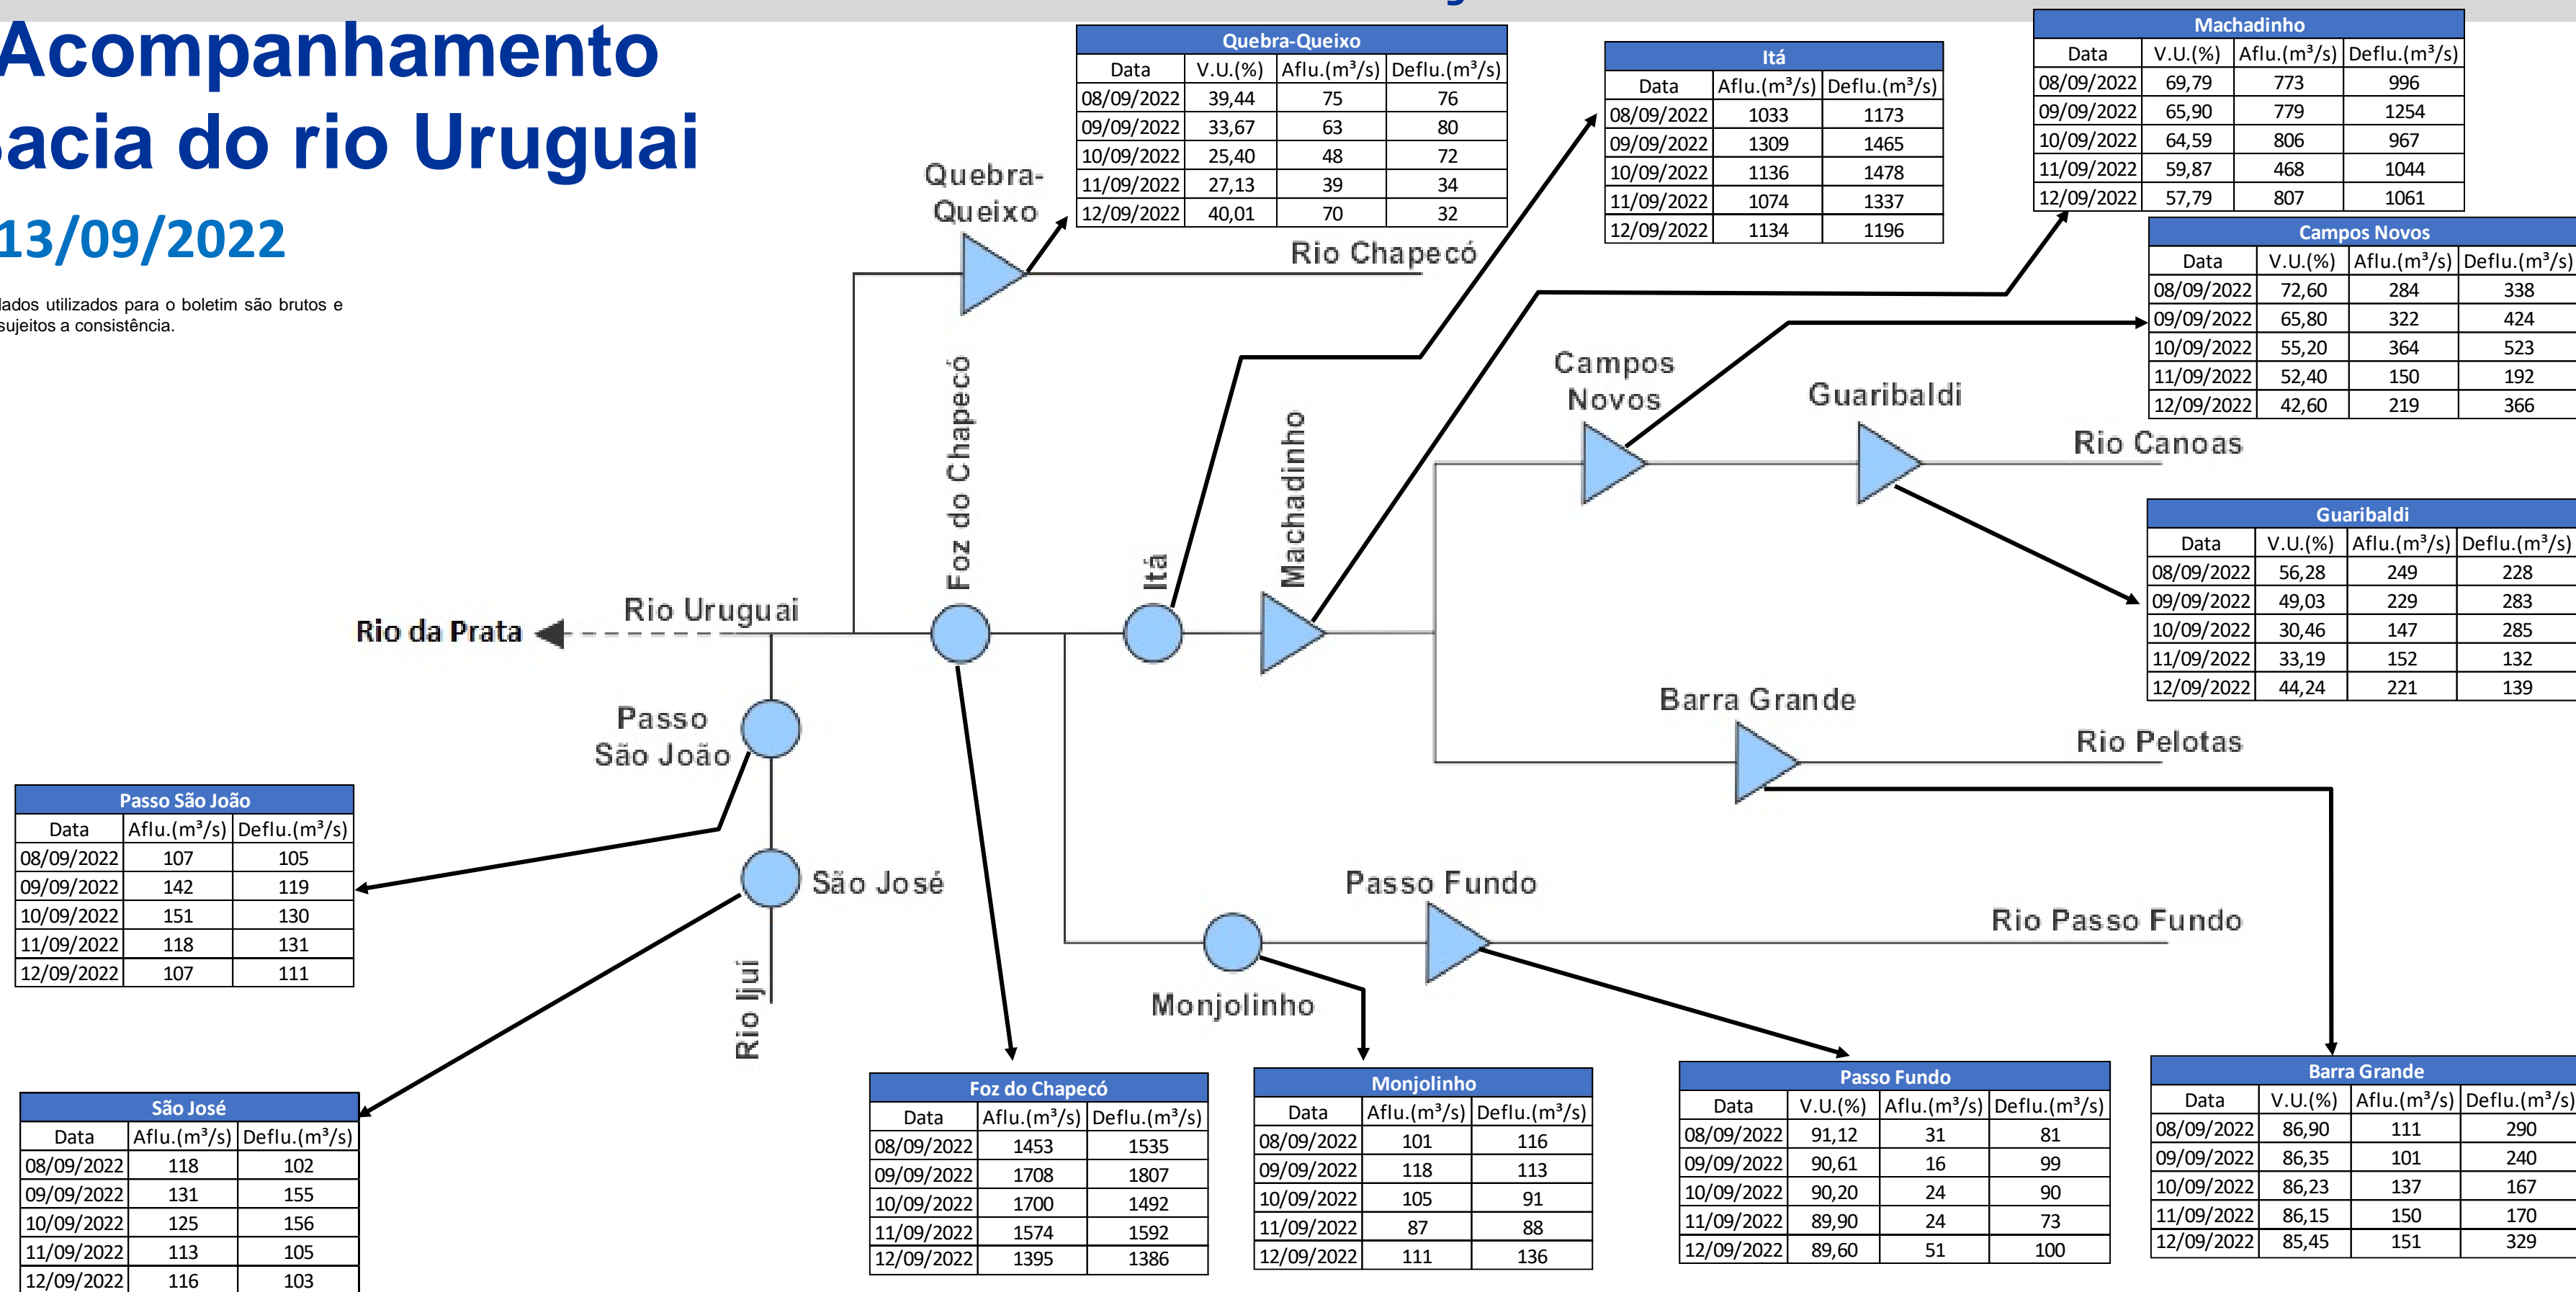 Acompanhamento
acia do rio Uruguai
13/09/2022
dados utilizados para o boletim são brutos e
sujeitos a consistência.
Quebra-Queixo
Data V.U.(%) Aflu.(m³/s) Deflu.(m³/s)
08/09/2022 39,44 75 76
09/09/2022 33,67 63 80
10/09/2022 25,40 48 72
11/09/2022 27,13 39 34
12/09/2022 40,01 70 32
Itá
Data Aflu.(m³/s) Deflu.(m³/s)
08/09/2022 1033 1173
09/09/2022 1309 1465
10/09/2022 1136 1478
11/09/2022 1074 1337
12/09/2022 1134 1196
Machadinho
Data V.U.(%) Aflu.(m³/s) Deflu.(m³/s)
08/09/2022 69,79 773 996
09/09/2022 65,90 779 1254
10/09/2022 64,59 806 967
11/09/2022 59,87 468 1044
12/09/2022 57,79 807 1061
Campos Novos
Data V.U.(%) Aflu.(m³/s) Deflu.(m³/s)
08/09/2022 72,60 284 338
09/09/2022 65,80 322 424
10/09/2022 55,20 364 523
11/09/2022 52,40 150 192
12/09/2022 42,60 219 366
Quebra-
Queixo
Rio Chapecó
Foz do Chapecó
Itá
Machadinho
Campos
Novos
Guaribaldi
Rio Canoas
Guaribaldi
Data V.U.(%) Aflu.(m³/s) Deflu.(m³/s)
08/09/2022 56,28 249 228
09/09/2022 49,03 229 283
10/09/2022 30,46 147 285
11/09/2022 33,19 152 132
12/09/2022 44,24 221 139
Rio da Prata
Rio Uruguai
Passo
São João
São José
Rio Ijuí
Barra Grande
Rio Pelotas
Passo Fundo
Rio Passo Fundo
Monjolinho
Passo São João
Data Aflu.(m³/s) Deflu.(m³/s)
08/09/2022 107 105
09/09/2022 142 119
10/09/2022 151 130
11/09/2022 118 131
12/09/2022 107 111
São José
Data Aflu.(m³/s) Deflu.(m³/s)
08/09/2022 118 102
09/09/2022 131 155
10/09/2022 125 156
11/09/2022 113 105
12/09/2022 116 103
Foz do Chapecó
Data Aflu.(m³/s) Deflu.(m³/s)
08/09/2022 1453 1535
09/09/2022 1708 1807
10/09/2022 1700 1492
11/09/2022 1574 1592
12/09/2022 1395 1386
Monjolinho
Data Aflu.(m³/s) Deflu.(m³/s)
08/09/2022 101 116
09/09/2022 118 113
10/09/2022 105 91
11/09/2022 87 88
12/09/2022 111 136
Passo Fundo
Data V.U.(%) Aflu.(m³/s) Deflu.(m³/s)
08/09/2022 91,12 31 81
09/09/2022 90,61 16 99
10/09/2022 90,20 24 90
11/09/2022 89,90 24 73
12/09/2022 89,60 51 100
Barra Grande
Data V.U.(%) Aflu.(m³/s) Deflu.(m³/s)
08/09/2022 86,90 111 290
09/09/2022 86,35 101 240
10/09/2022 86,23 137 167
11/09/2022 86,15 150 170
12/09/2022 85,45 151 329